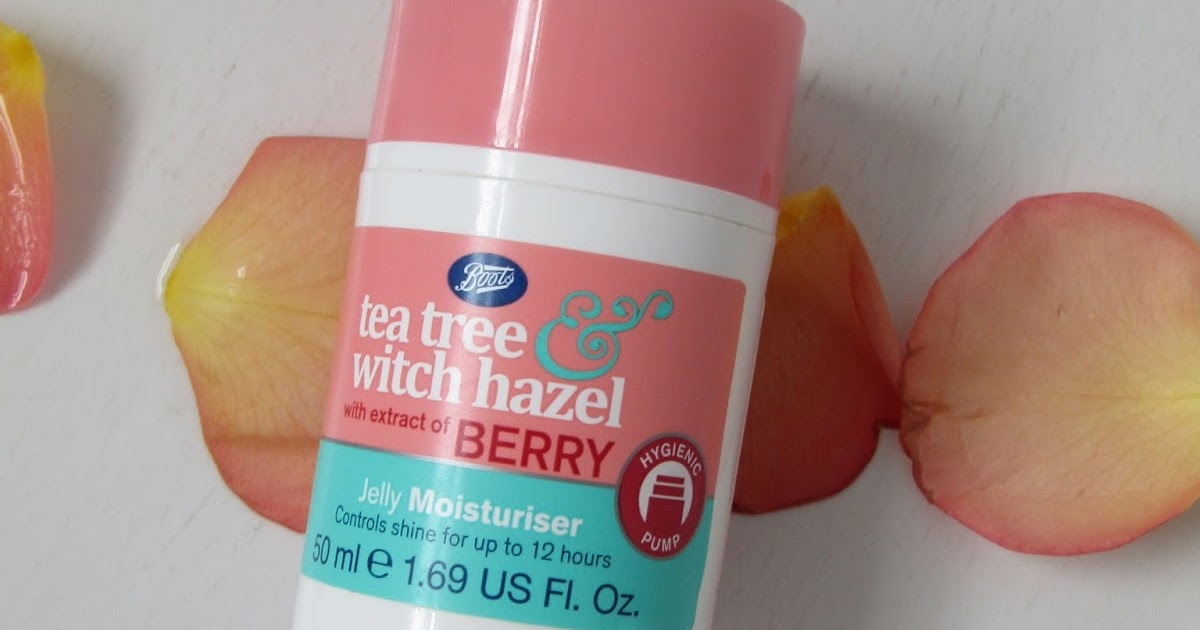 Boots
tea tree &
witch hazel
with extract of BERRY
HYGIENIC
PUMP
Jelly Moisturiser
Controls shine for up to 12 hours
50 ml e 1.69 US Fl. Oz.